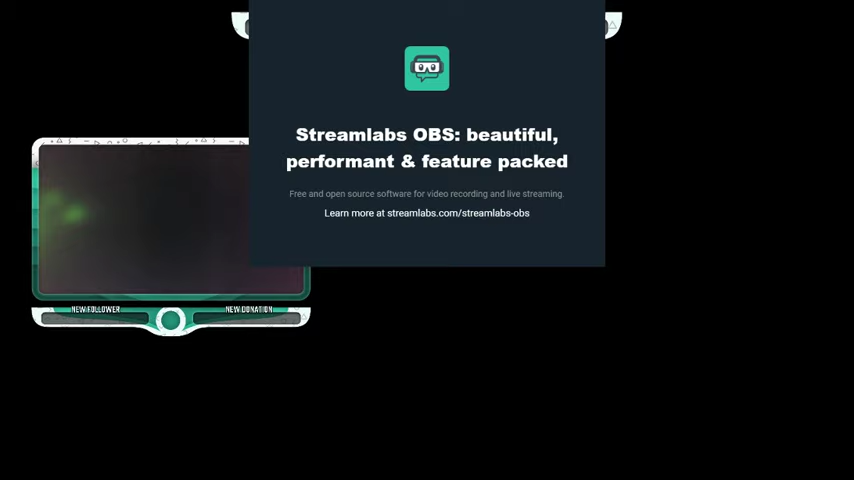 Streamlabs OBS: beautiful,
performant & feature packed
Free and open source software for video recording and live streaming.
Learn more at streamlabs.com/streamlabs-obs
NEW FOLLOWER
NEW DONATION